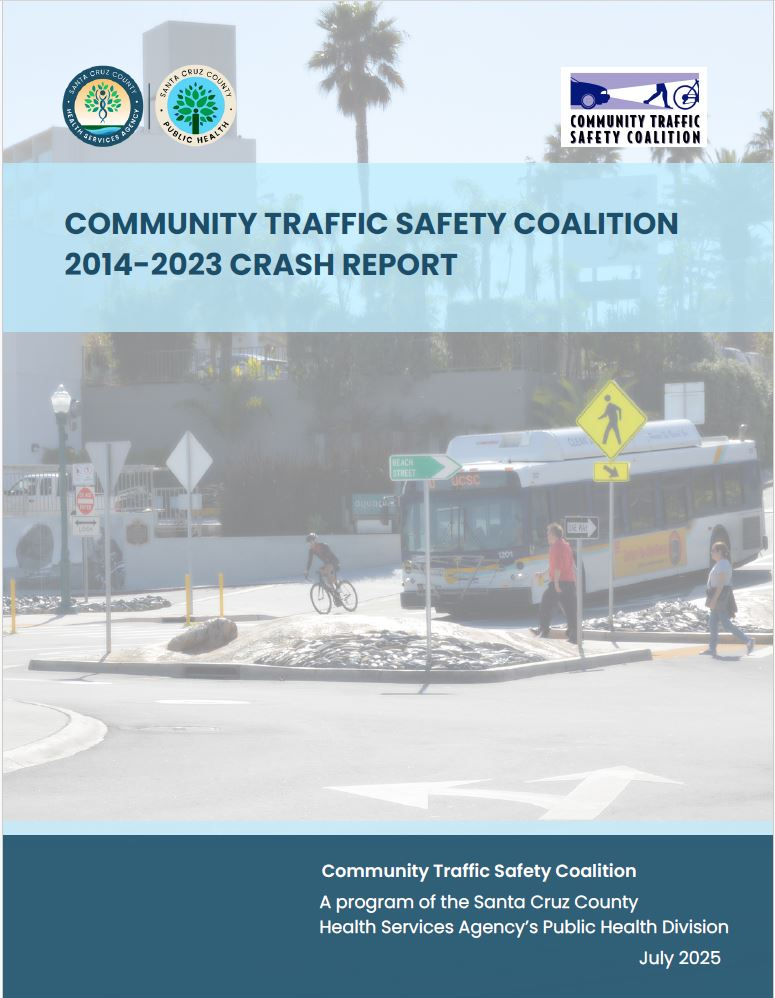 SANTA CRUZ COUNTY
HEALTH SERVICES AGENCY
SANTA CRUZ COUNTY
PUBLIC HEALTH
COMMUNITY TRAFFIC
SAFETY COALITION
COMMUNITY TRAFFIC SAFETY COALITION
2014-2023 CRASH REPORT
BEACH
STREET
UCSC
ONE WAY
1201
Community Traffic Safety Coalition
A program of the Santa Cruz County
Health Services Agency's Public Health Division
July 2025